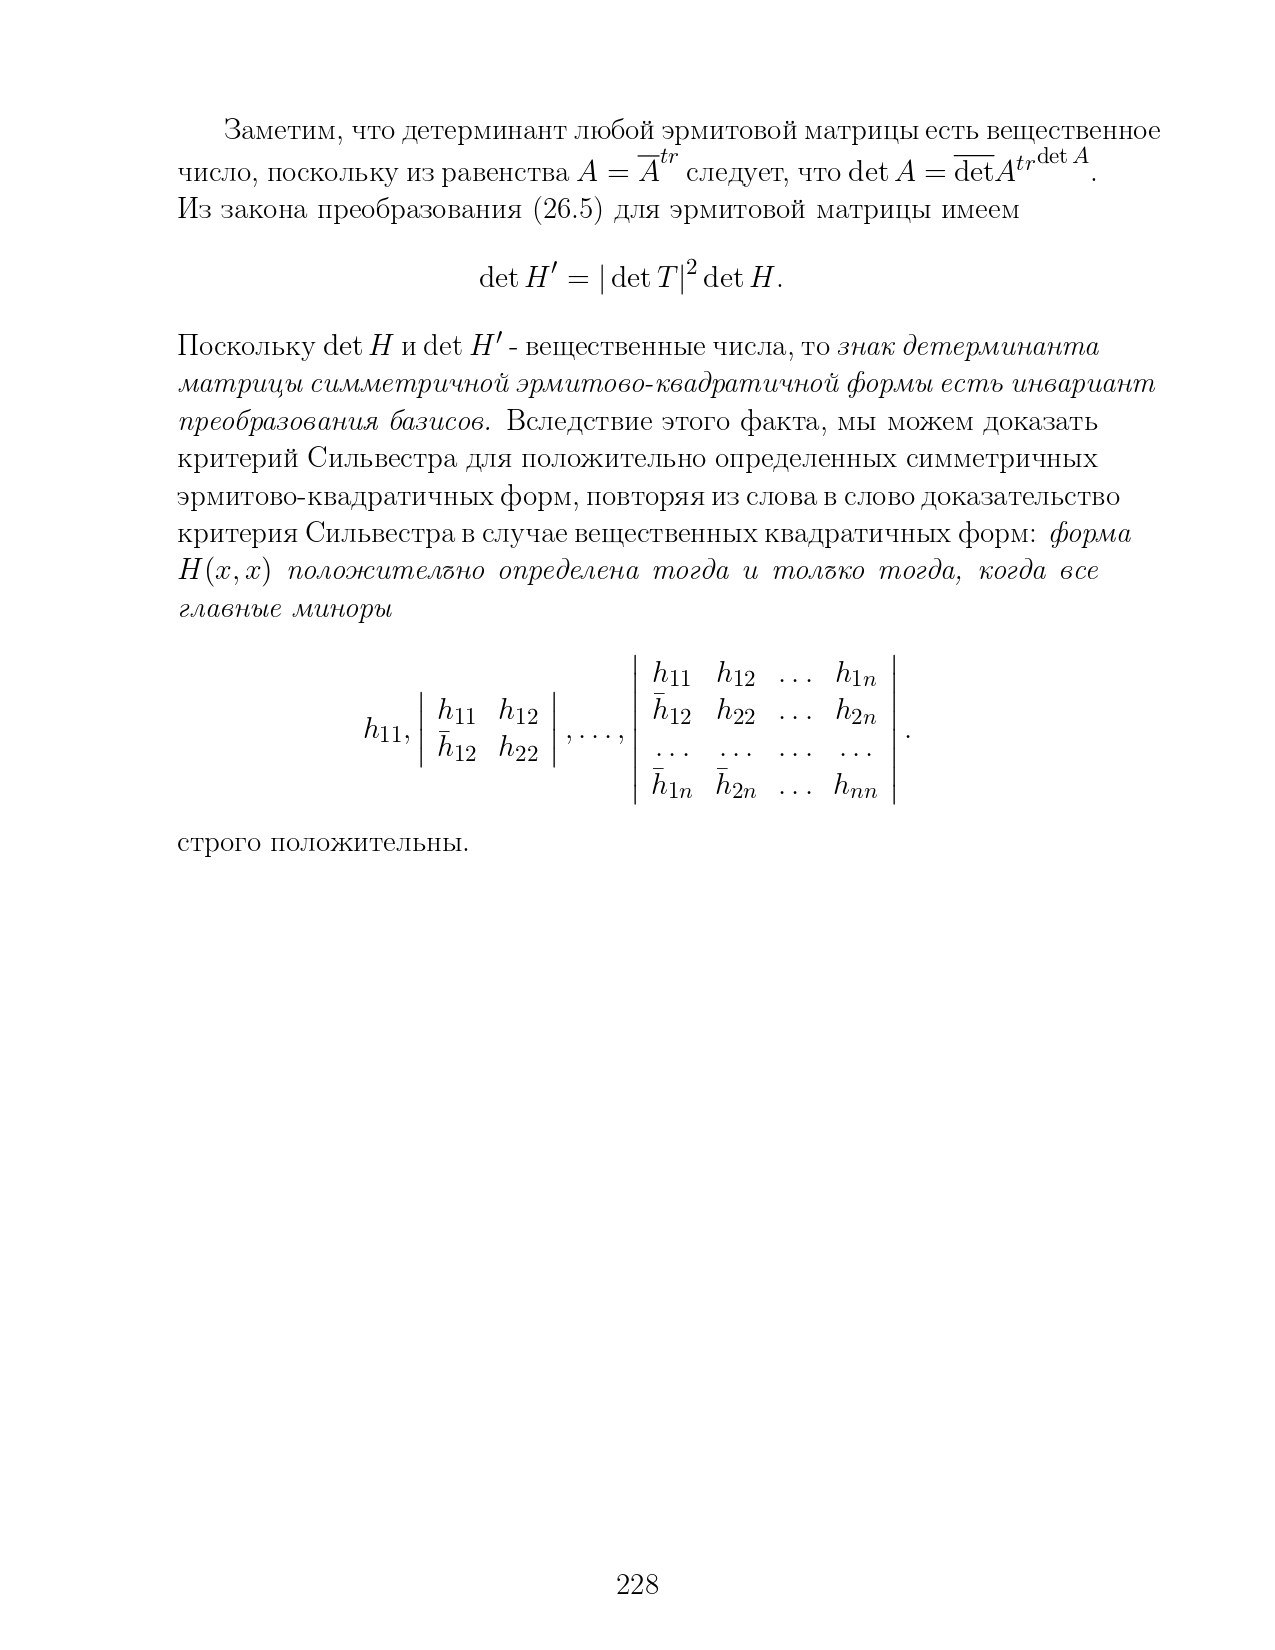 Заметим, что детерминант любой эрмитовой матрицы есть вещественное
число, поскольку из равенства $A = \overline{A}^{tr}$ следует, что $\det A = \overline{\det} A^{tr^{\det A}}$.
Из закона преобразования (26.5) для эрмитовой матрицы имеем
$\det H' = |\det T|^2 \det H.$
Поскольку $\det H$ и $\det H'$ - вещественные числа, то знак детерминанта
матрицы симметричной эрмитово-квадратичной формы есть инвариант
преобразования базисов. Вследствие этого факта, мы можем доказать
критерий Сильвестра для положительно определенных симметричных
эрмитово-квадратичных форм, повторяя из слова в слово доказательство
критерия Сильвестра в случае вещественных квадратичных форм: форма
$H(x, x)$ положителъно определена тогда и толъко тогда, когда все
главные миноры
$h_{11}, \begin{vmatrix} h_{11} & h_{12} \\ \bar{h}_{12} & h_{22} \end{vmatrix}, \ldots, \begin{vmatrix} h_{11} & h_{12} & \ldots & h_{1n} \\ \bar{h}_{12} & h_{22} & \ldots & h_{2n} \\ \ldots & \ldots & \ldots & \ldots \\ \bar{h}_{1n} & \bar{h}_{2n} & \ldots & h_{nn} \end{vmatrix}.$
строго положительны.
228